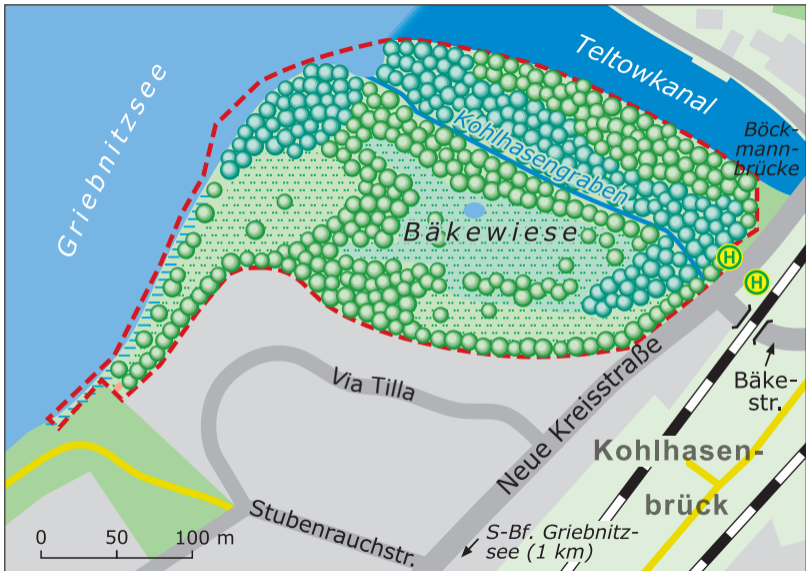 Griebnitzsee
Teltowkanal
Böck-
mann-
brücke
Kohlhasengraben
Bäkewiese
H
H
Via Tilla
Neue Kreisstraße
Bäke-
str.
Kohlhasen-
brück
Stubenrauchstr.
S-Bf. Griebnitz-
see (1 km)
0 50 100 m